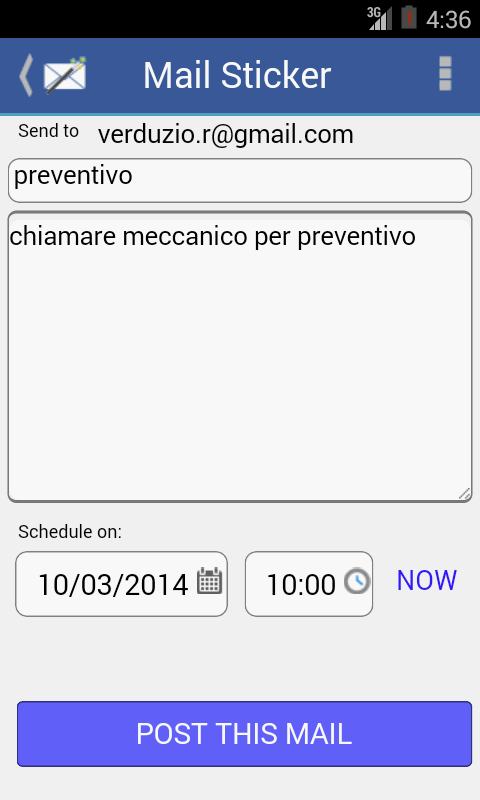 3G 4:36
Mail Sticker
Send to verduzio.r@gmail.com
preventivo
chiamare meccanico per preventivo
Schedule on:
10/03/2014 10:00 NOW
POST THIS MAIL